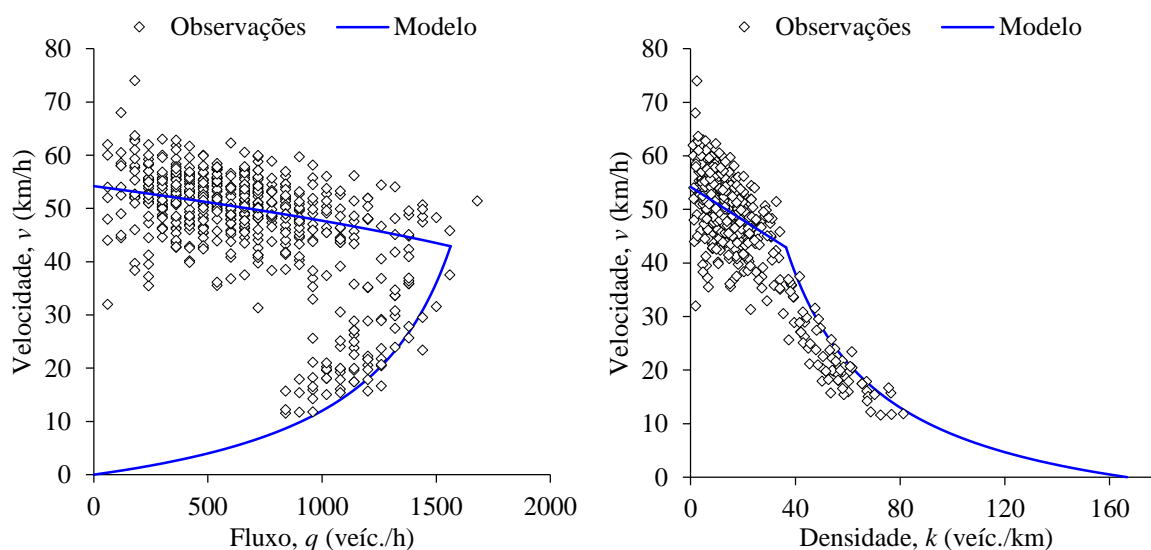 Observações Modelo
80
70
60
50
40
30
20
10
0
0 500 1000 1500 2000
Velocidade, v (km/h)
Fluxo, q (veíc./h)
Observações Modelo
80
70
60
50
40
30
20
10
0
0 40 80 120 160
Velocidade, v (km/h)
Densidade, k (veíc./km)